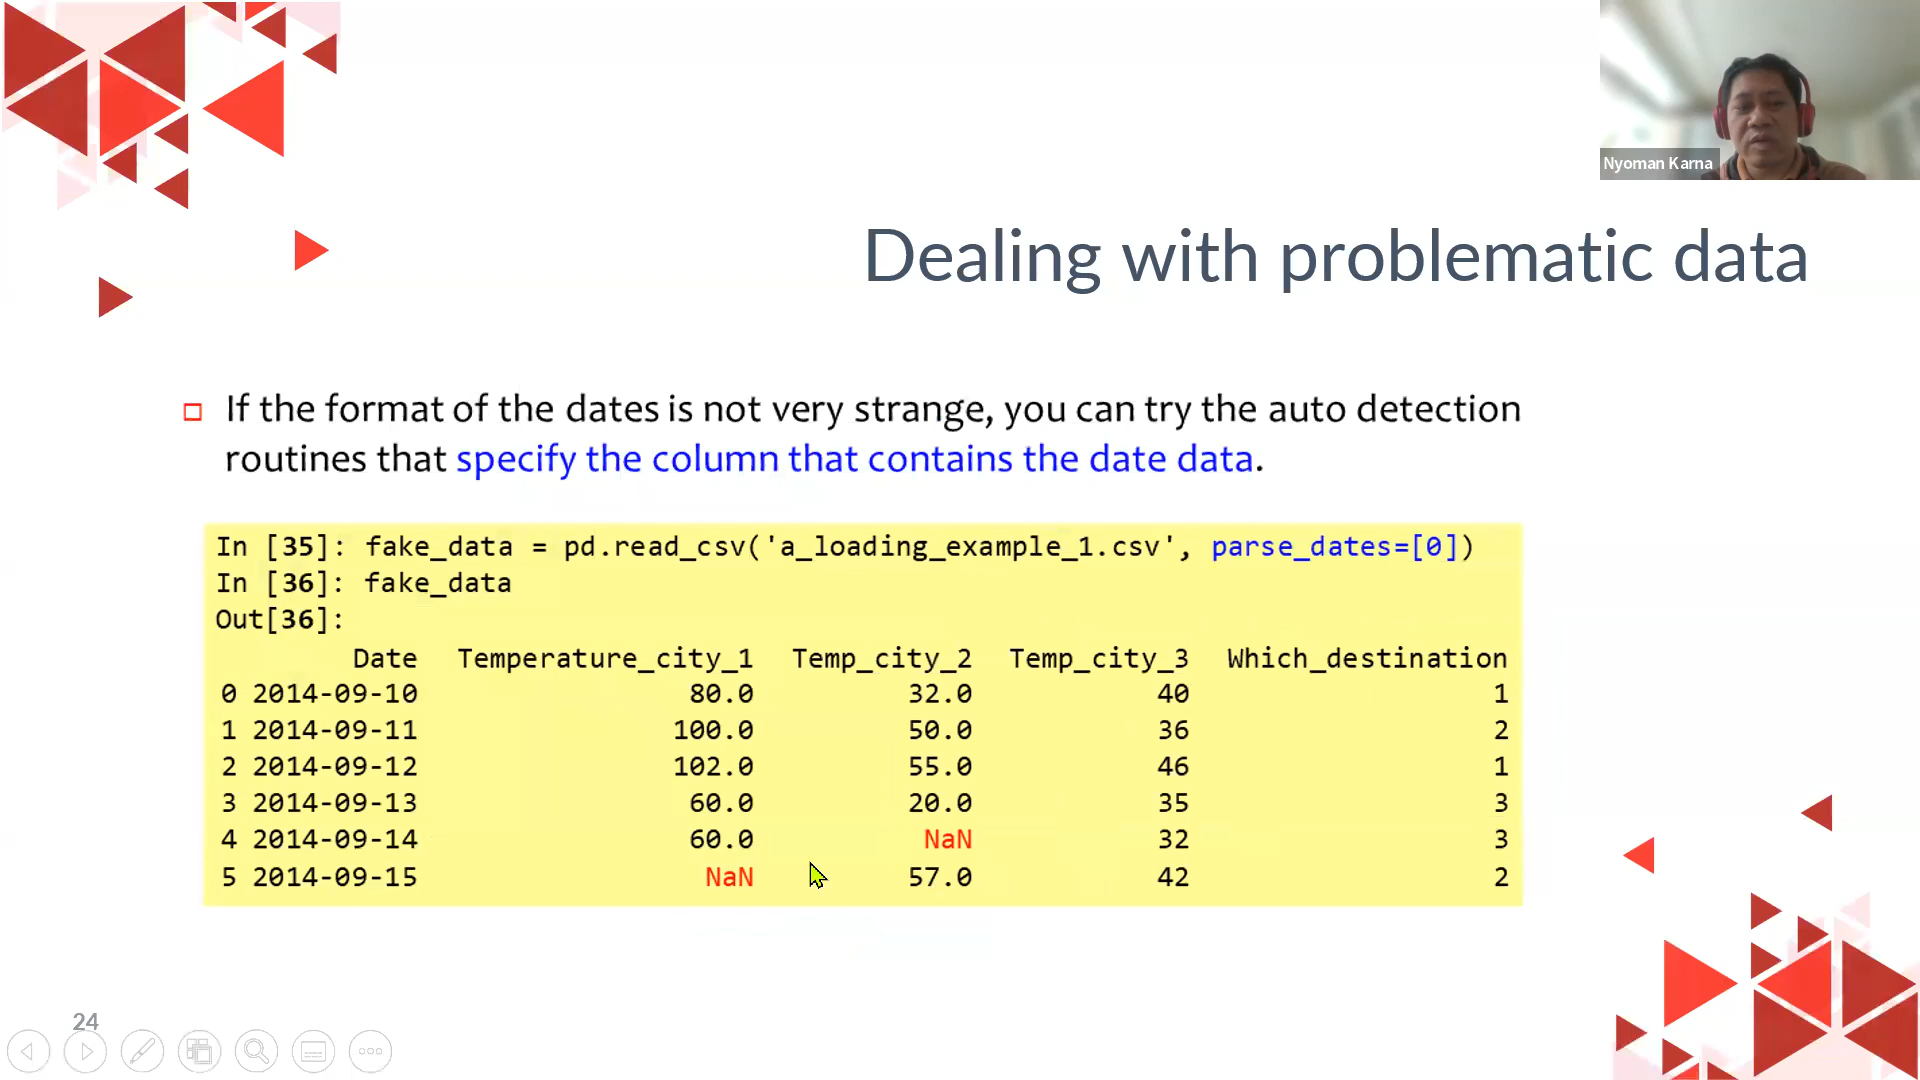 Nyoman Karna
Dealing with problematic data
If the format of the dates is not very strange, you can try the auto detection
routines that specify the column that contains the date data.
In [35]: fake_data = pd.read_csv('a_loading_example_1.csv', parse_dates=[0])
In [36]: fake_data
Out[36]:
Date Temperature_city_1 Temp_city_2 Temp_city_3 Which_destination
0 2014-09-10 80.0 32.0 40 1
1 2014-09-11 100.0 50.0 36 2
2 2014-09-12 102.0 55.0 46 1
3 2014-09-13 60.0 20.0 35 3
4 2014-09-14 60.0 NaN 32 3
5 2014-09-15 NaN 57.0 42 2
24